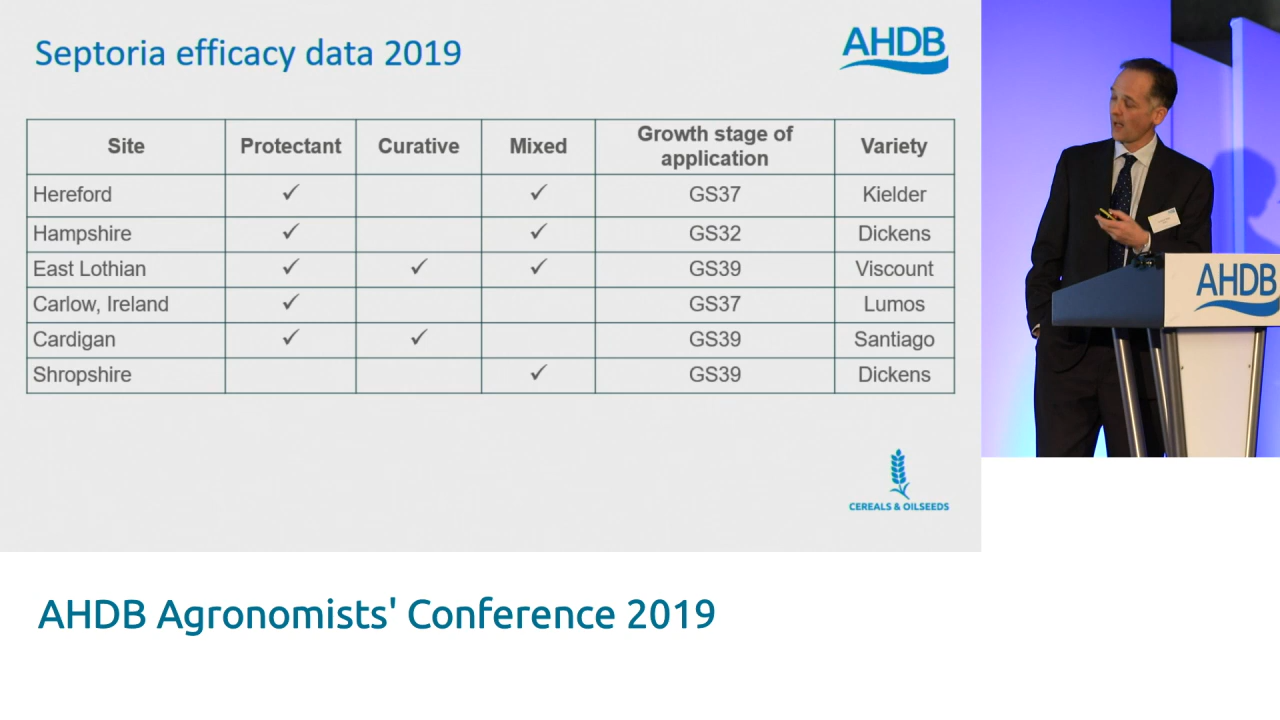 Septoria efficacy data 2019
AHDB
Site Protectant Curative Mixed Growth stage of application Variety
Hereford ✓ ✓ GS37 Kielder
Hampshire ✓ ✓ GS32 Dickens
East Lothian ✓ ✓ ✓ GS39 Viscount
Carlow, Ireland ✓ GS37 Lumos
Cardigan ✓ ✓ GS39 Santiago
Shropshire ✓ GS39 Dickens
CEREALS & OILSEEDS
AHDB
AHDB Agronomists' Conference 2019